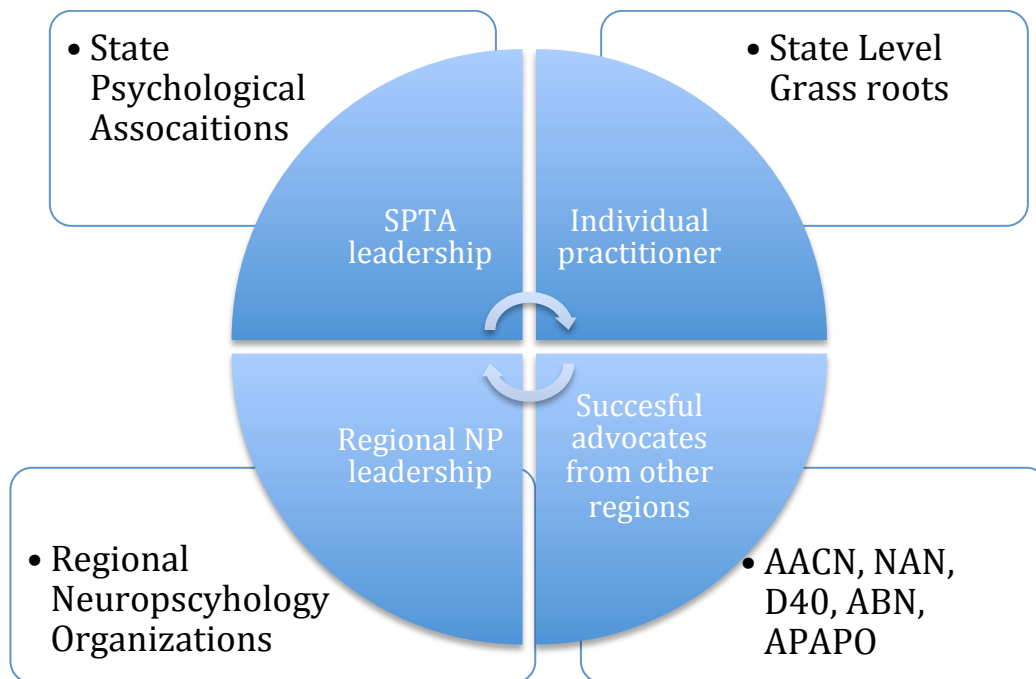 • State
Psychological
Assocaitions
• State Level
Grass roots
SPTA
leadership
Individual
practitioner
Regional NP
leadership
Succesful
advocates
from other
regions
• Regional
Neuropscyhology
Organizations
• AACN, NAN,
D40, ABN,
APAPO